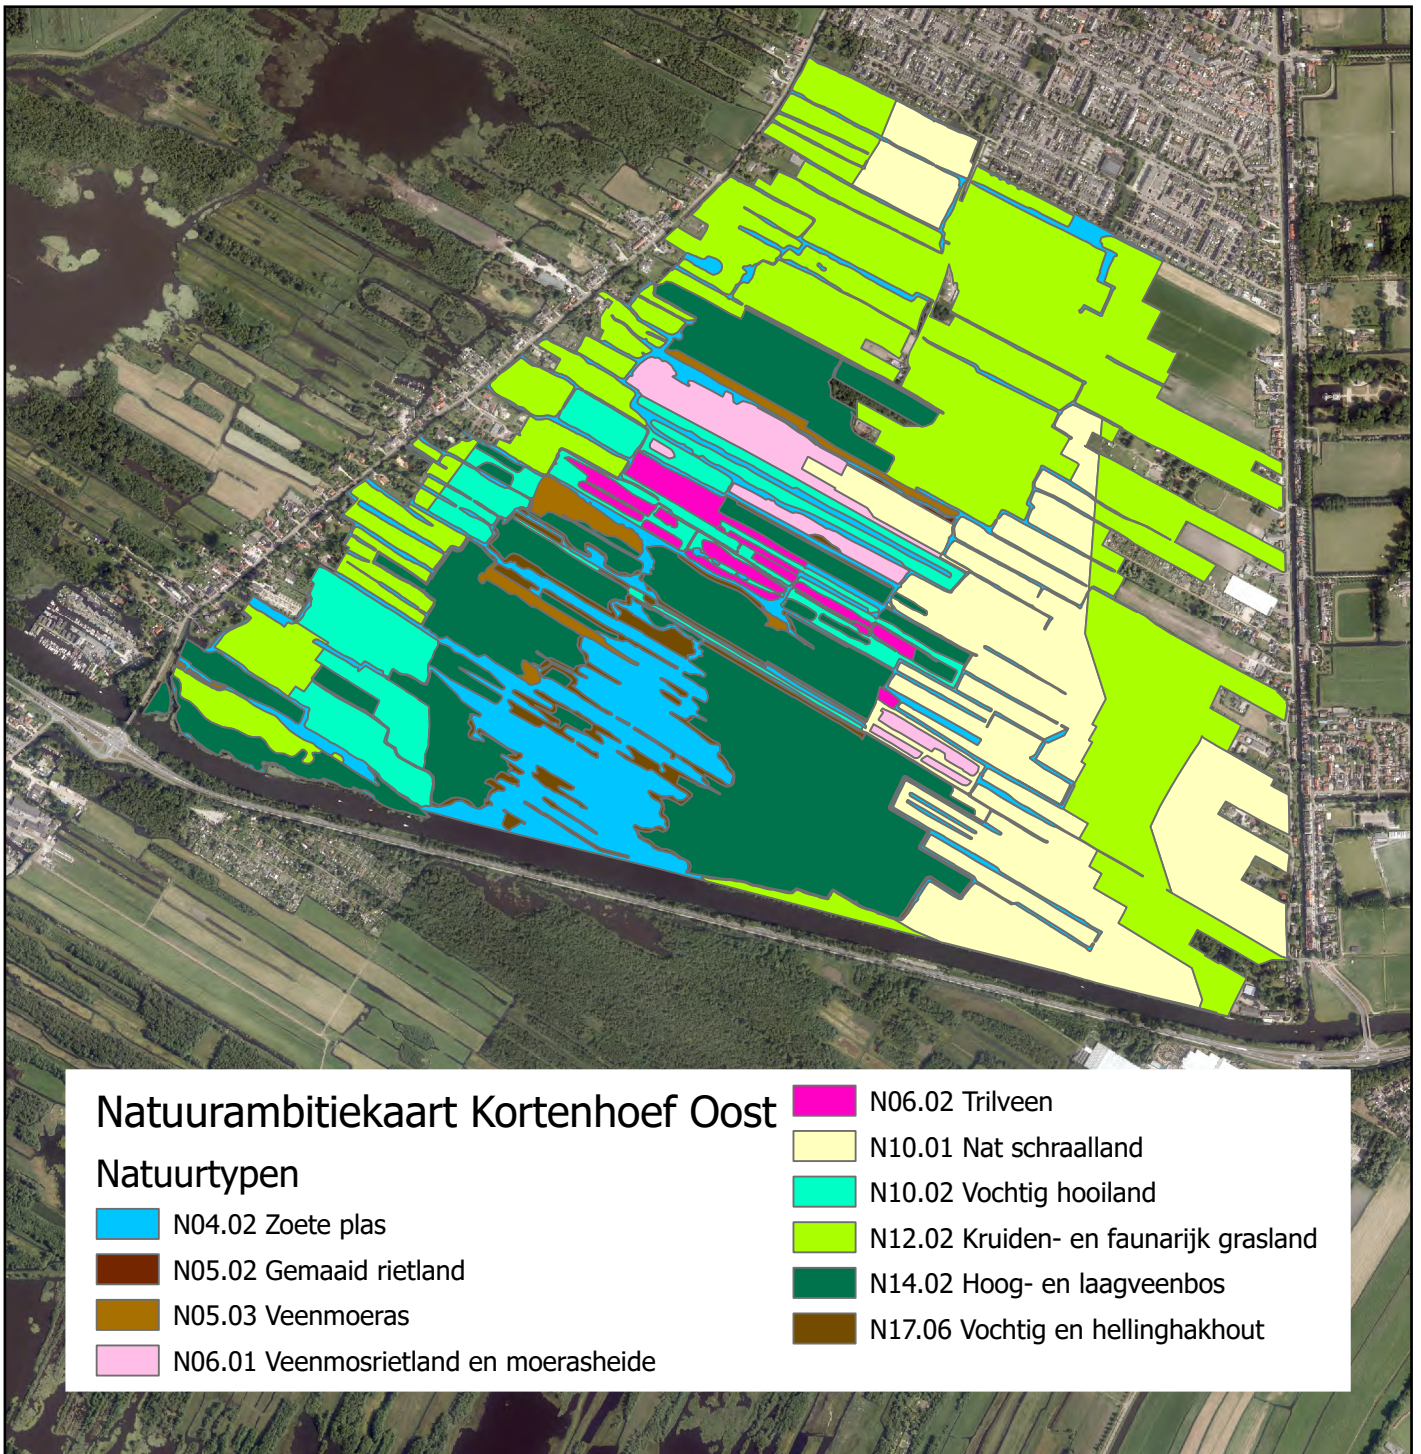 Natuurambitiekaart Kortenhoef Oost
Natuurtypen
N04.02 Zoete plas
N05.02 Gemaaid rietland
N05.03 Veenmoeras
N06.01 Veenmosrietland en moerasheide
N06.02 Trilveen
N10.01 Nat schraalland
N10.02 Vochtig hooiland
N12.02 Kruiden- en faunarijk grasland
N14.02 Hoog- en laagveenbos
N17.06 Vochtig en hellinghakhout